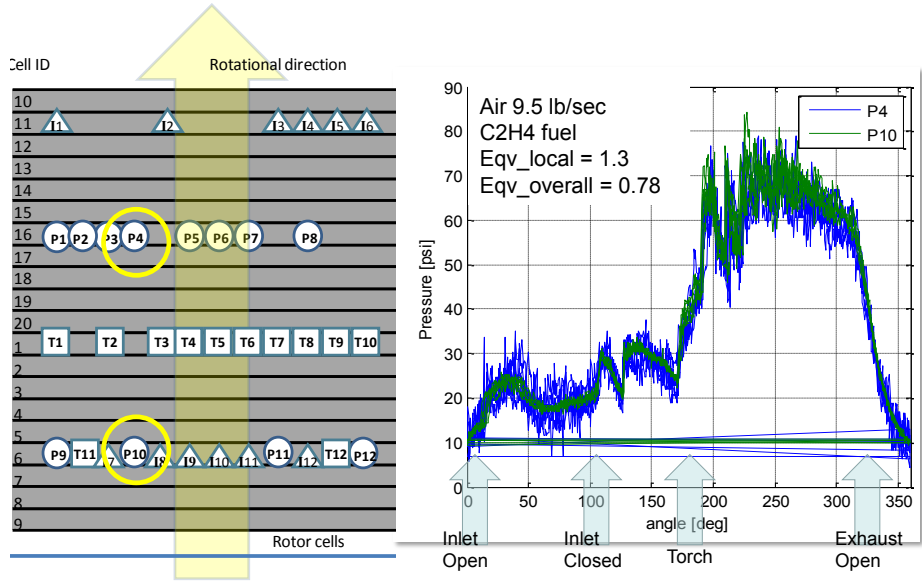 Cell ID
Rotational direction
10
11
I1 I2 I3 I4 I5 I6
12
13
14
15
16
P1 P2 P3 P4 P5 P6 P7 P8
17
18
19
20
1
T1 T2 T3 T4 T5 T6 T7 T8 T9 T10
2
3
4
5
6
P9 T11 I7 P10 I8 I9 I10 I11 P11 I12 T12 P12
7
8
9
Rotor cells
Air 9.5 lb/sec
C2H4 fuel
Eqv_local = 1.3
Eqv_overall = 0.78
P4
P10
Pressure [psi]
90
80
70
60
50
40
30
20
10
0
0 50 100 150 200 250 300 350
angle [deg]
Inlet
Open
Inlet
Closed
Torch
Exhaust
Open